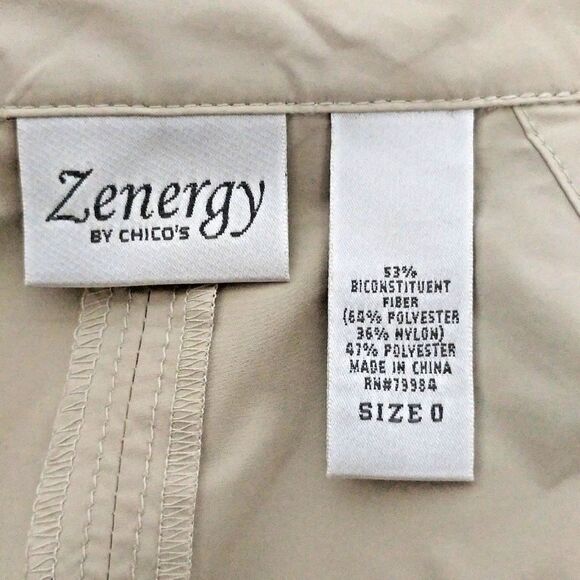 Zenergy
BY CHICO'S
53%
BICONSTITUENT
FIBER
(64% POLYESTER
36% NYLON)
47% POLYESTER
MADE IN CHINA
RN#79984
SIZE 0